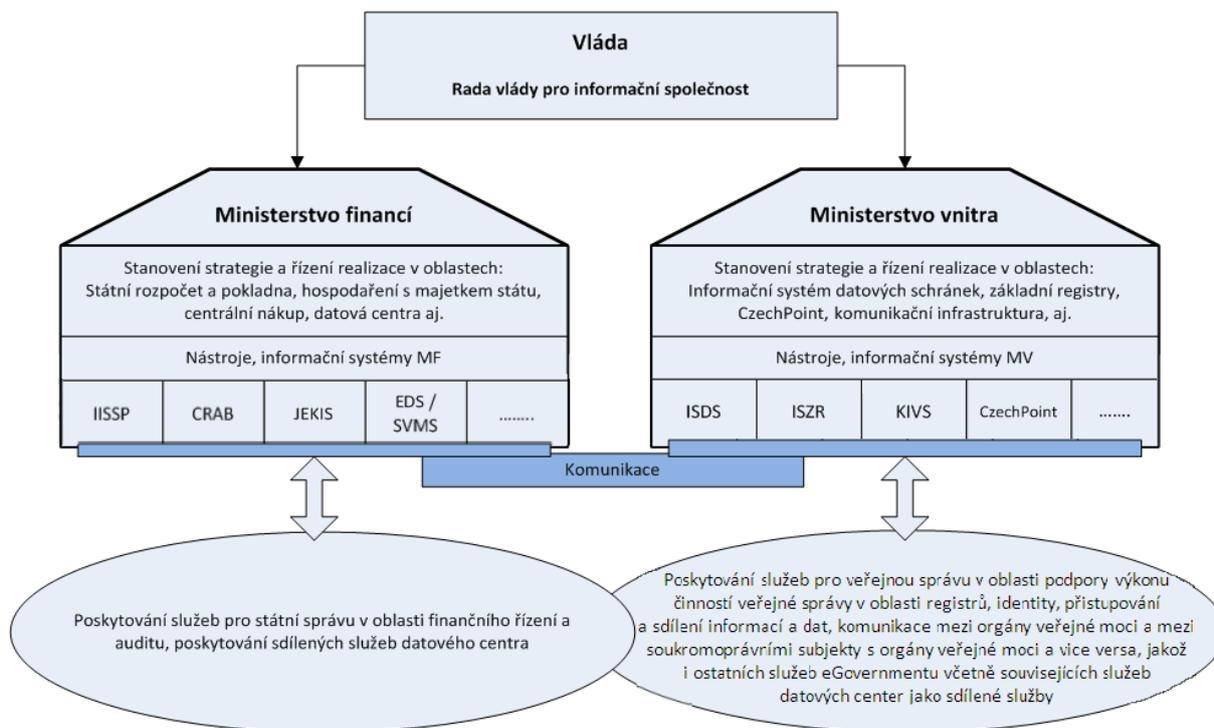 Vláda
Rada vlády pro informační společnost
Ministerstvo financí
Stanovení strategie a řízení realizace v oblastech:
Státní rozpočet a pokladna, hospodaření s majetkem státu,
centrální nákup, datová centra aj.
Nástroje, informační systémy MF
IISSP
CRAB
JEKIS
EDS /
SVMS
........
Ministerstvo vnitra
Stanovení strategie a řízení realizace v oblastech:
Informační systém datových schránek, základní registry,
CzechPoint, komunikační infrastruktura, aj.
Nástroje, informační systémy MV
ISDS
ISZR
KIVS
CzechPoint
.......
Komunikace
Poskytování služeb pro státní správu v oblasti finančního řízení a
auditu, poskytování sdílených služeb datového centra
Poskytování služeb pro veřejnou správu v oblasti podpory výkonu
činností veřejné správy v oblasti registrů, identity, přistupování
a sdílení informací a dat, komunikace mezi orgány veřejné moci a mezi
soukromoprávními subjekty s orgány veřejné moci a vice versa, jakož
i ostatních služeb eGovernmentu včetně souvisejících služeb
datových center jako sdílené služby